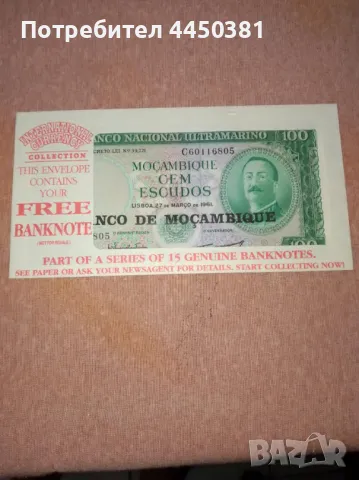 Потребител 4450381
COLLECTION
THIS ENVELOPE
CONTAINS
YOUR
FREE
BANKNOTE
NCO NACIONAL ULTRAMARINO 100
C60116805
MOÇAMBIQUE
CEM
ESCUDOS
LISBOA, 27 DE MARÇO DE 1961
NCO DE MOÇAMBIQUE
805
PART OF A SERIES OF 15 GENUINE BANKNOTES.
SEE PAPER OR ASK YOUR NEWSAGENT FOR DETAILS. START COLLECTING NOW!
bazar